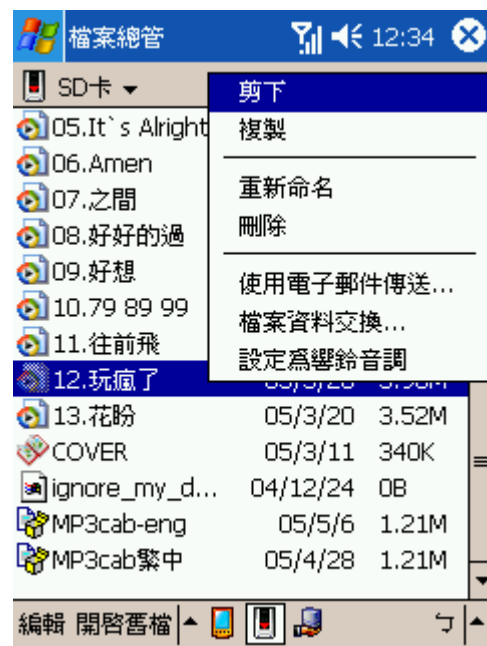 檔案總管 12:34
SD卡
剪下
複製
重新命名
刪除
使用電子郵件傳送...
檔案資料交換...
設定為響鈴音調
05.It`s Alright
06.Amen
07.之間
08.好好的過
09.好想
10.79 89 99
11.往前飛
12.玩瘋了
13.花盼 05/3/20 3.52M
COVER 05/3/11 340K
ignore_my_d... 04/12/24 0B
MP3cab-eng 05/5/6 1.21M
MP3cab繁中 05/4/28 1.21M
編輯 開啟舊檔 ㄅ